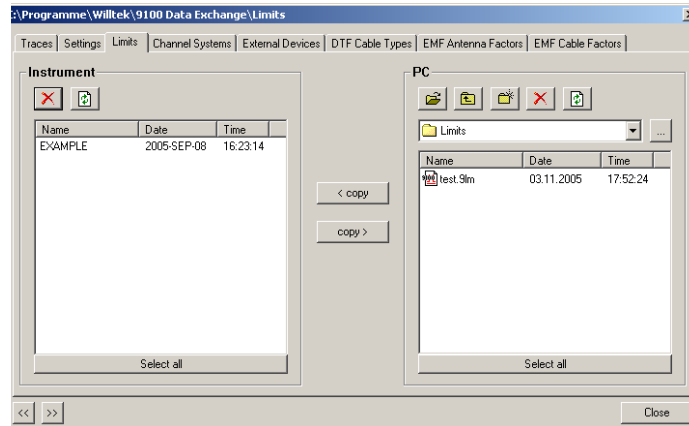 :\Programme\Willtek\9100 Data Exchange\Limits
Traces Settings Limits Channel Systems External Devices DTF Cable Types EMF Antenna Factors EMF Cable Factors
Instrument
Name Date Time
EXAMPLE 2005-SEP-08 16:23:14
Select all
< copy
copy >
PC
Limits
...
Name Date Time
test.9lm 03.11.2005 17:52:24
Select all
<< >>
Close